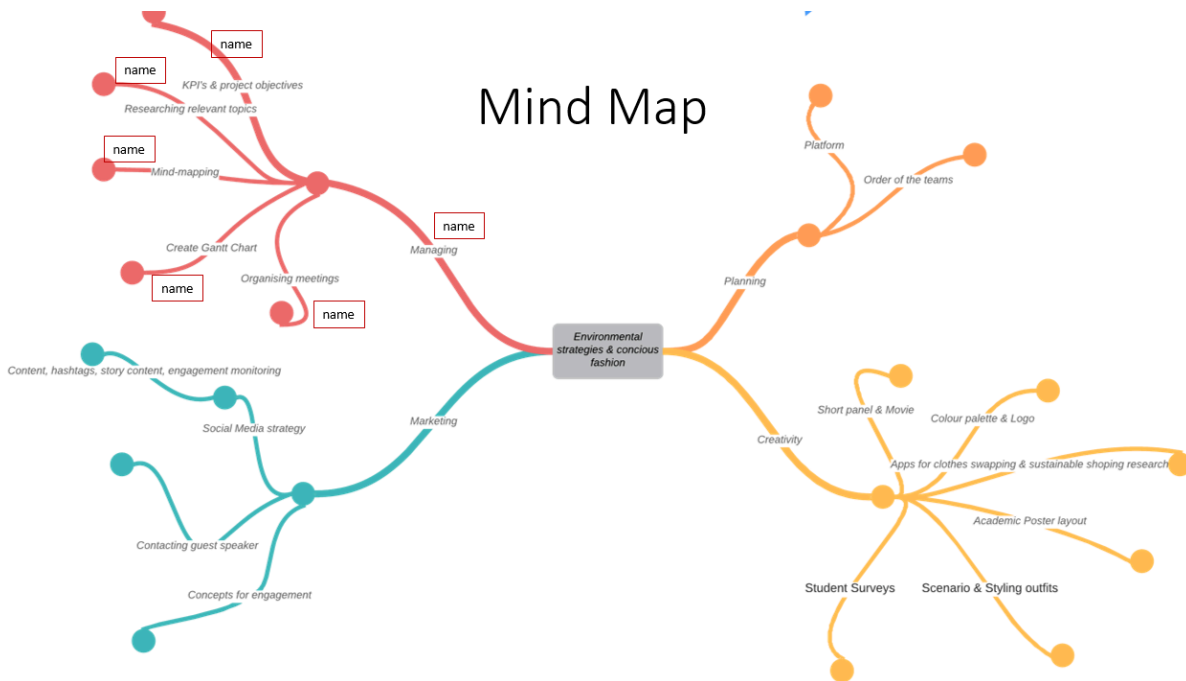 Mind Map
name
KPI's & project objectives
name
Researching relevant topics
name
Mind-mapping
name
Managing
Create Gantt Chart
name
Organising meetings
name
Platform
Order of the teams
Planning
Environmental
strategies & concious
fashion
Content, hashtags, story content, engagement monitoring
Social Media strategy
Marketing
Contacting guest speaker
Concepts for engagement
Creativity
Short panel & Movie
Colour palette & Logo
Apps for clothes swapping & sustainable shoping research
Academic Poster layout
Student Surveys
Scenario & Styling outfits